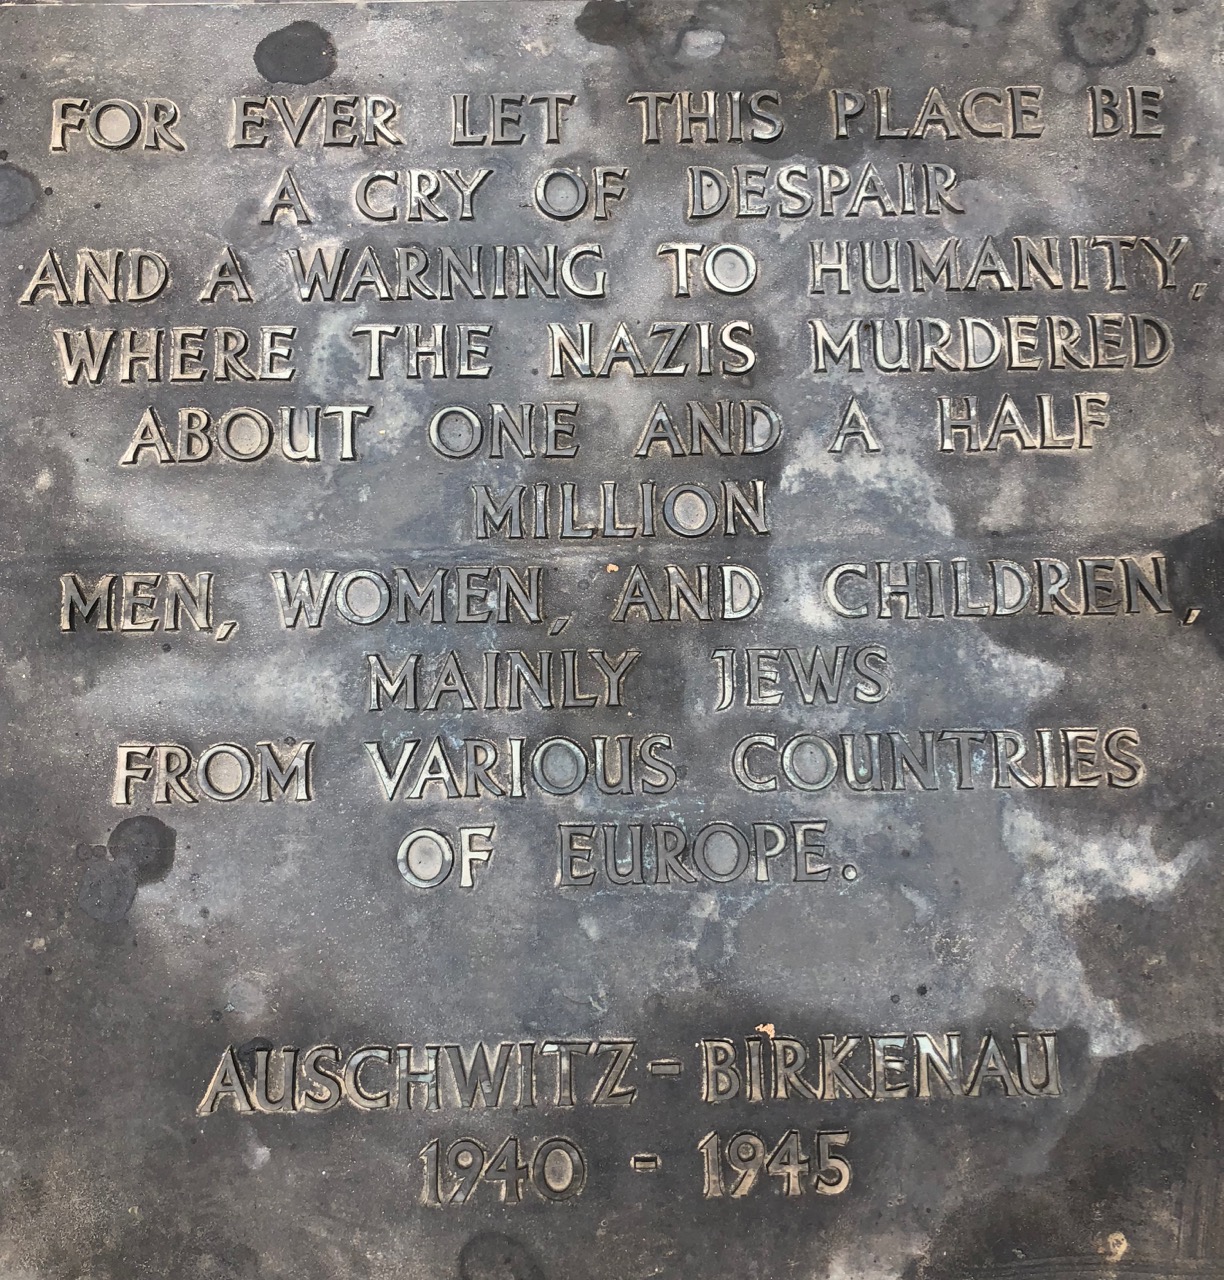 FOR EVER LET THIS PLACE BE
A CRY OF DESPAIR
AND A WARNING TO HUMANITY,
WHERE THE NAZIS MURDERED
ABOUT ONE AND A HALF
MILLION
MEN, WOMEN, AND CHILDREN,
MAINLY JEWS
FROM VARIOUS COUNTRIES
OF EUROPE.
AUSCHWITZ-BIRKENAU
1940 - 1945